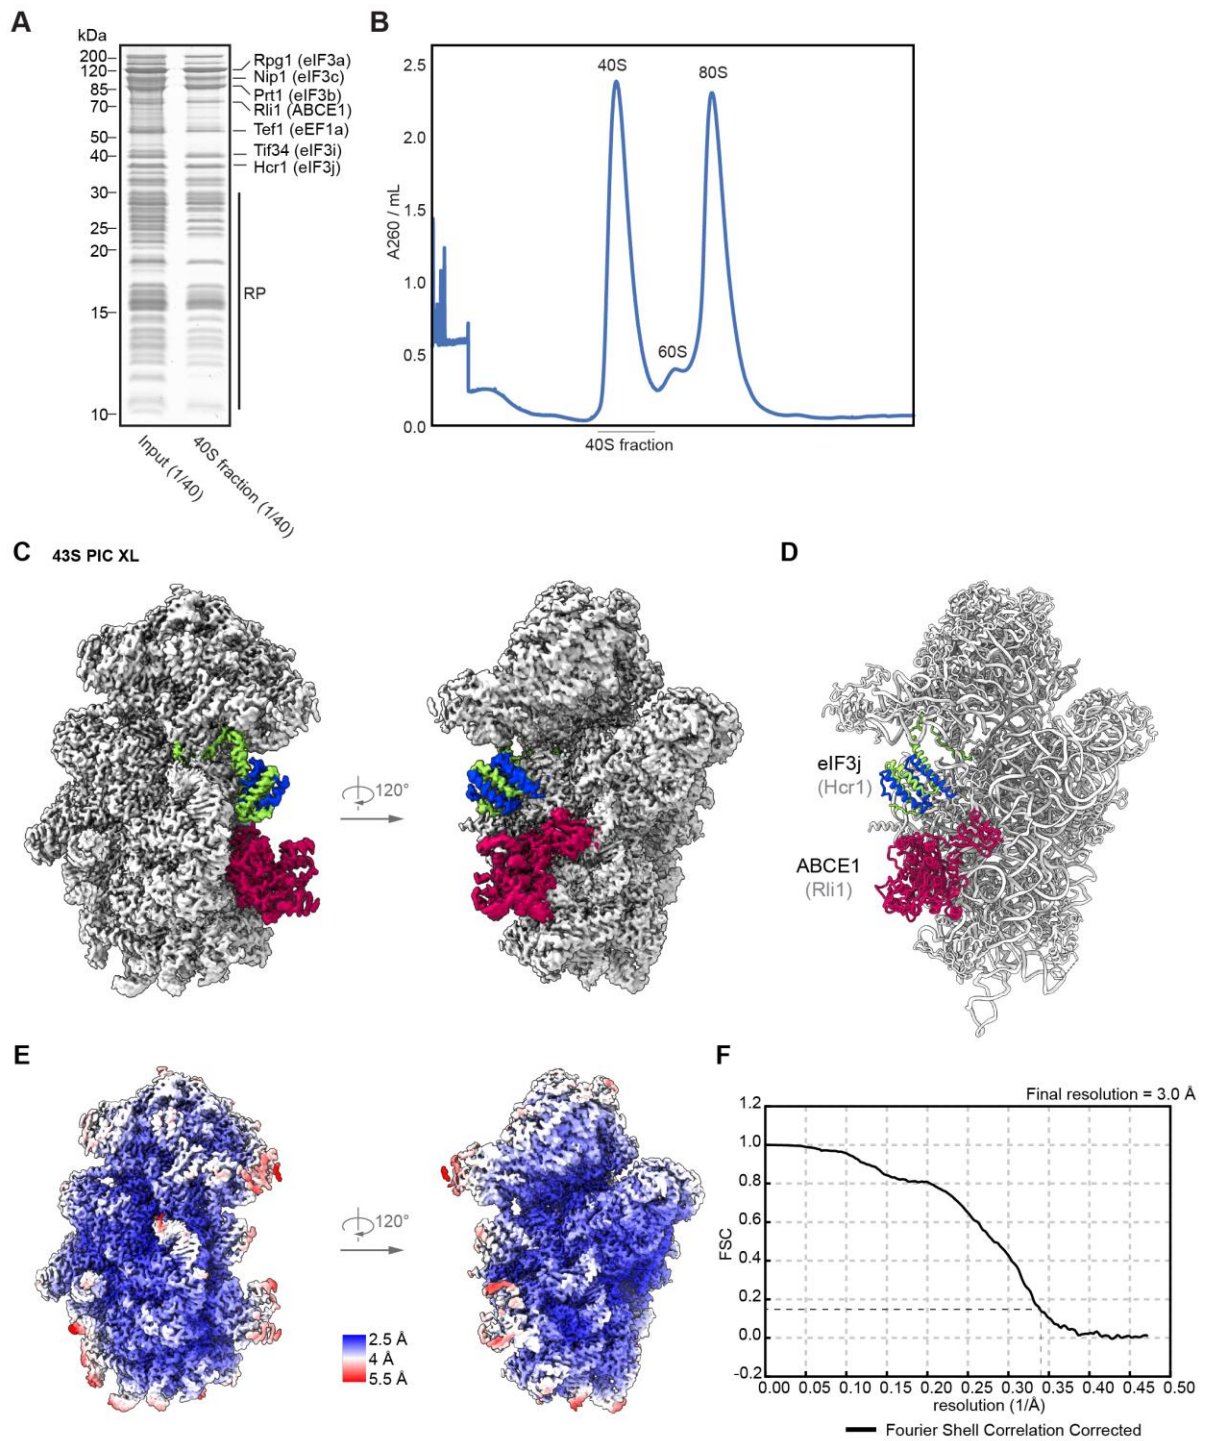 A
kDa
200
120
85
70
50
40
30
25
20
15
10
Rpg1 (eIF3a)
Nip1 (eIF3c)
Prt1 (eIF3b)
Rli1 (ABCE1)
Tef1 (eEF1a)
Tif34 (eIF3i)
Hcr1 (eIF3j)
RP
Input (1/40)
40S fraction (1/40)
B
A260 / mL
2.5
2.0
1.5
1.0
0.5
0.0
40S
60S
80S
40S fraction
C 43S PIC XL
120°
D
eIF3j
(Hcr1)
ABCE1
(Rli1)
E
120°
2.5 Å
4 Å
5.5 Å
F
Final resolution = 3.0 Å
FSC
1.2
1.0
0.8
0.6
0.4
0.2
0.0
-0.2
0.00 0.05 0.10 0.15 0.20 0.25 0.30 0.35 0.40 0.45 0.50
resolution (1/Å)
Fourier Shell Correlation Corrected